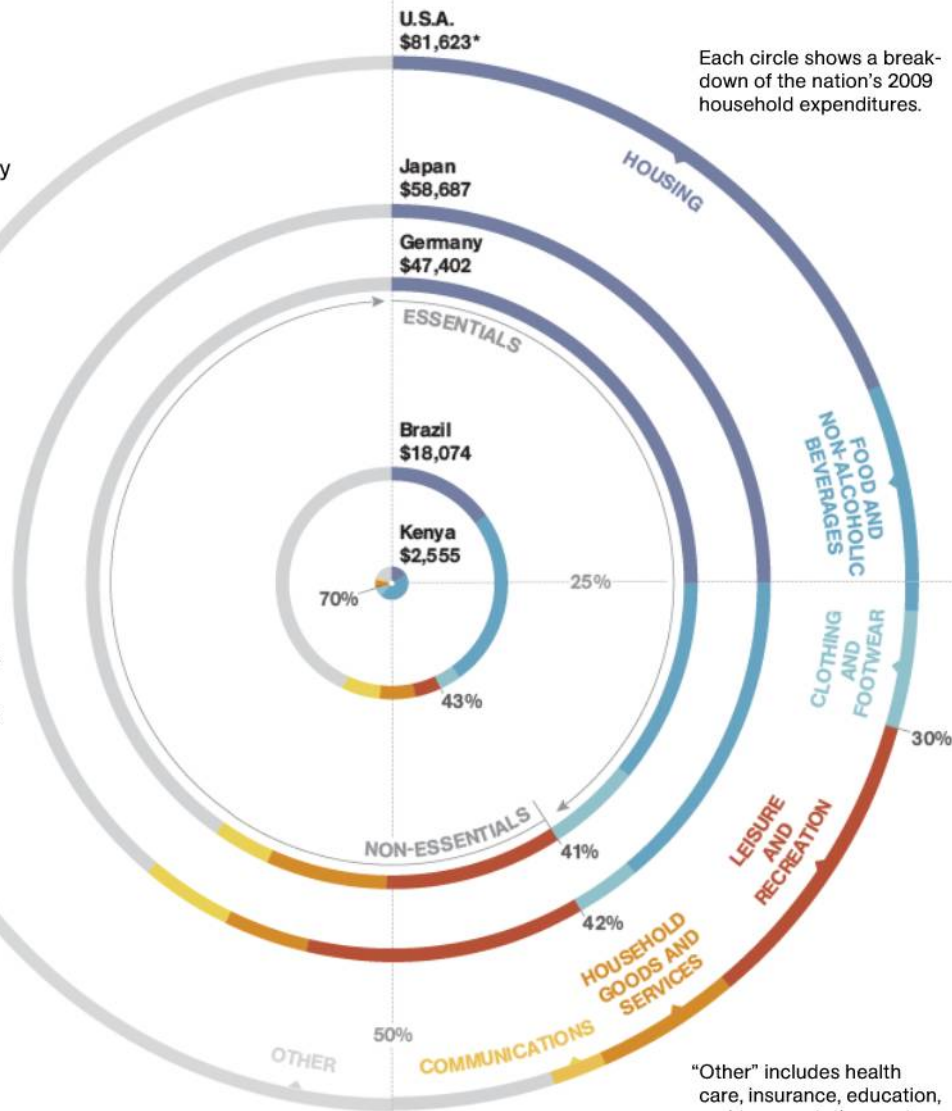 U.S.A.
$81,623*
Each circle shows a break-
down of the nation's 2009
household expenditures.
y
HOUSING
Japan
$58,687
Germany
$47,402
ESSENTIALS
Brazil
$18,074
FOOD AND
NON-ALCOHOLIC
BEVERAGES
Kenya
$2,555
25%
70%
CLOTHING
AND
FOOTWEAR
43%
30%
LEISURE
AND
RECREATION
NON-ESSENTIALS
41%
42%
HOUSEHOLD
GOODS AND
SERVICES
50%
COMMUNICATIONS
OTHER
"Other" includes health
care, insurance, education,